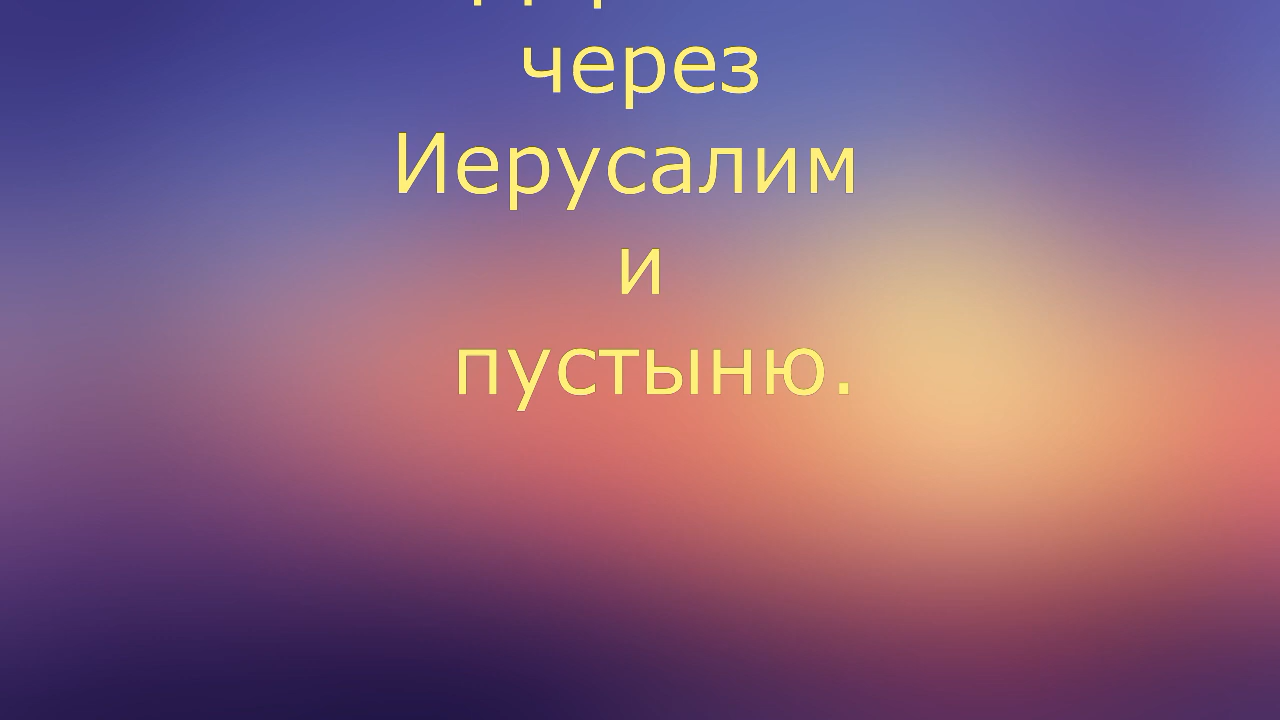 через
Иерусалим
и
пустыню.